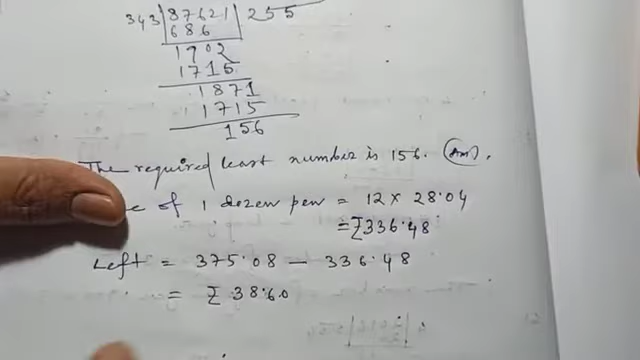 343 | 87621 | 255
686
1902
1715
1871
1715
156
The required least number is 156. (Ans).
of 1 dozen pen = 12 × 28.04
= ₹336.48
Left = 375.08 - 336.48
= ₹ 38.60